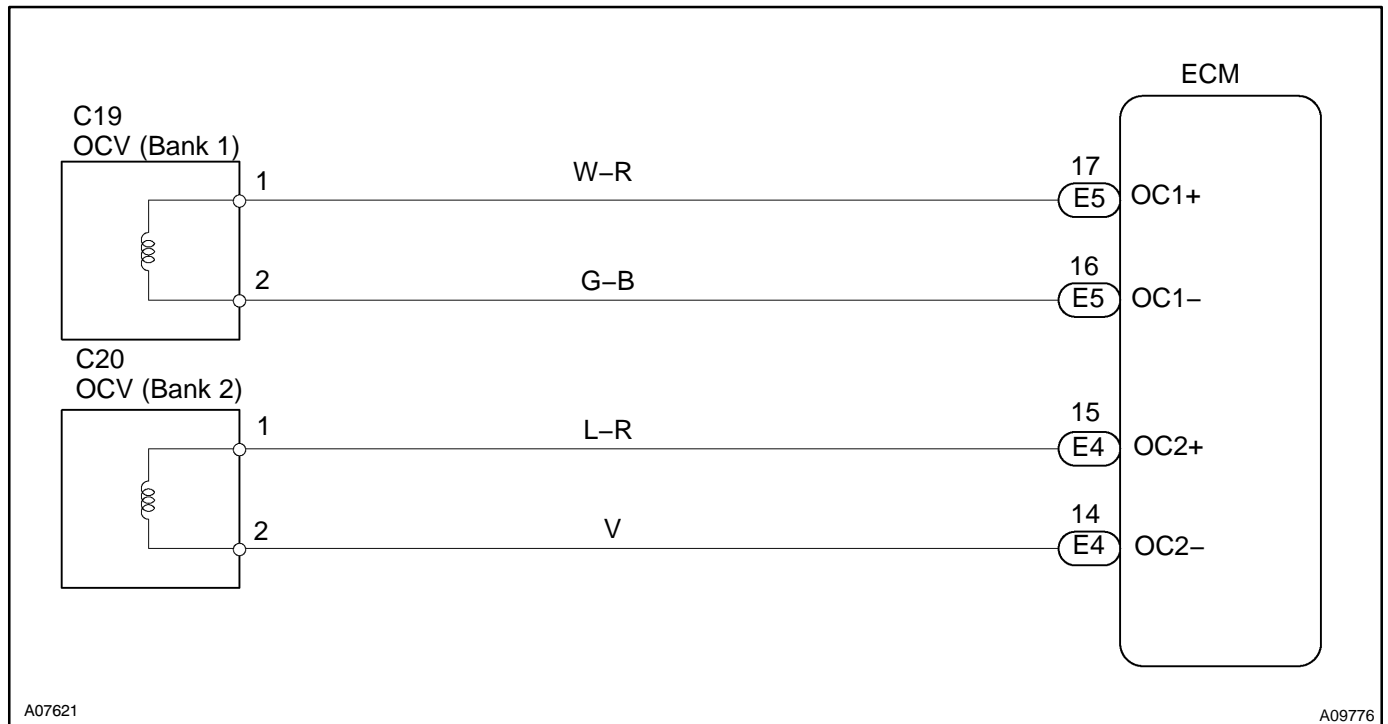 ECM
C19
OCV (Bank 1)
1
W–R
17
E5
OC1+
2
G–B
16
E5
OC1–
C20
OCV (Bank 2)
1
L–R
15
E4
OC2+
2
V
14
E4
OC2–
A07621
A09776